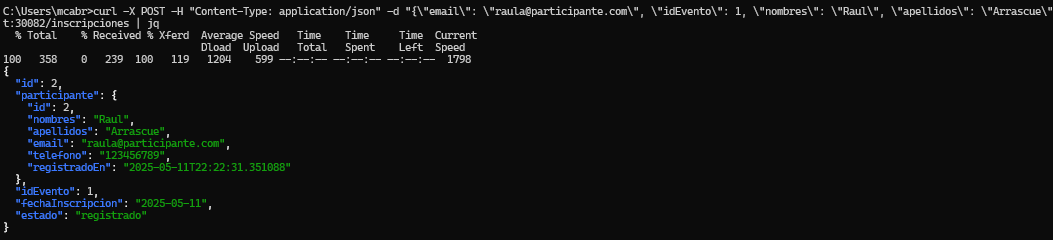 C:\Users\mcabr>curl -X POST -H "Content-Type: application/json" -d "{\"email\": \"raula@participante.com\", \"idEvento\": 1, \"nombres\": \"Raul\", \"apellidos\": \"Arrascue\"
t:30082/inscripciones | jq
  % Total    % Received % Xferd  Average Speed   Time    Time     Time  Current
                                 Dload  Upload   Total   Spent    Left  Speed
100   358    0   239  100   119   1204    599 --:--:-- --:--:-- --:--:--  1798
{
  "id": 2,
  "participante": {
    "id": 2,
    "nombres": "Raul",
    "apellidos": "Arrascue",
    "email": "raula@participante.com",
    "telefono": "123456789",
    "registradoEn": "2025-05-11T22:22:31.351088"
  },
  "idEvento": 1,
  "fechaInscripcion": "2025-05-11",
  "estado": "registrado"
}